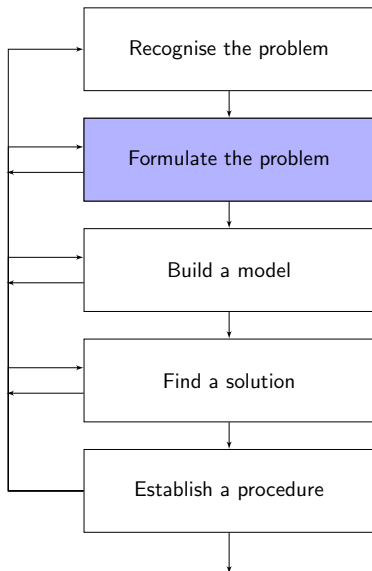 Recognise the problem
Formulate the problem
Build a model
Find a solution
Establish a procedure